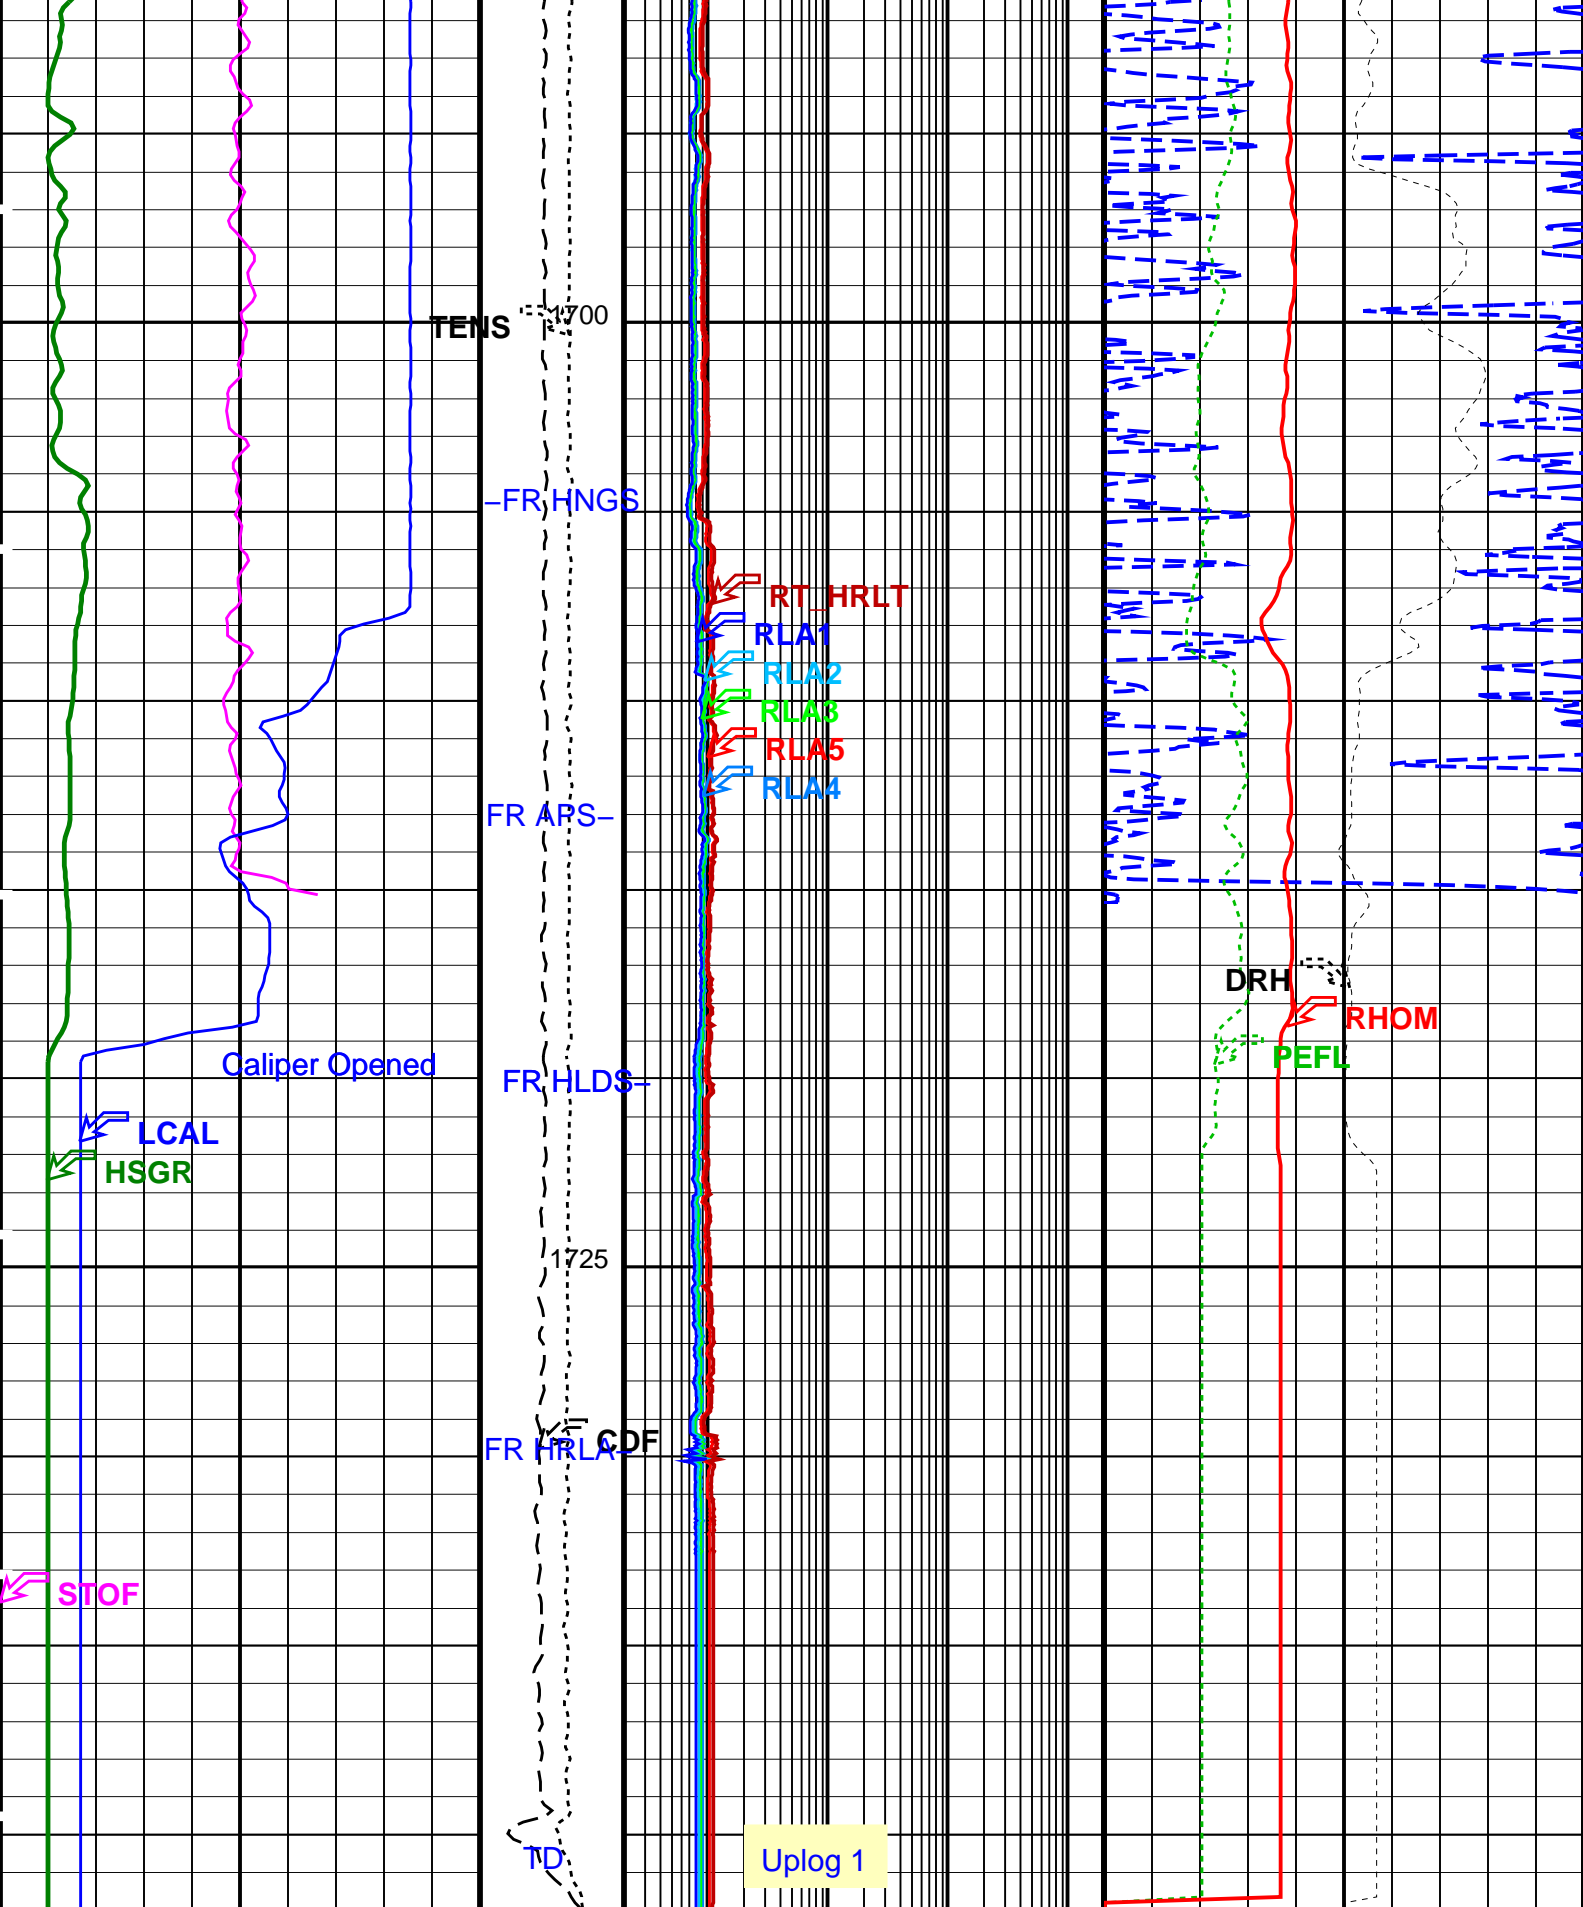 1700
TENS
–FR HNGS
RT_HRLT
RLA1
RLA2
RLA3
RLA5
RLA4
FR APS–
DRH
RHOM
PEFL
Caliper Opened
FR HLDS–
LCAL
HSGR
1725
CDF
FR HRLA–
STOF
TD
Uplog 1